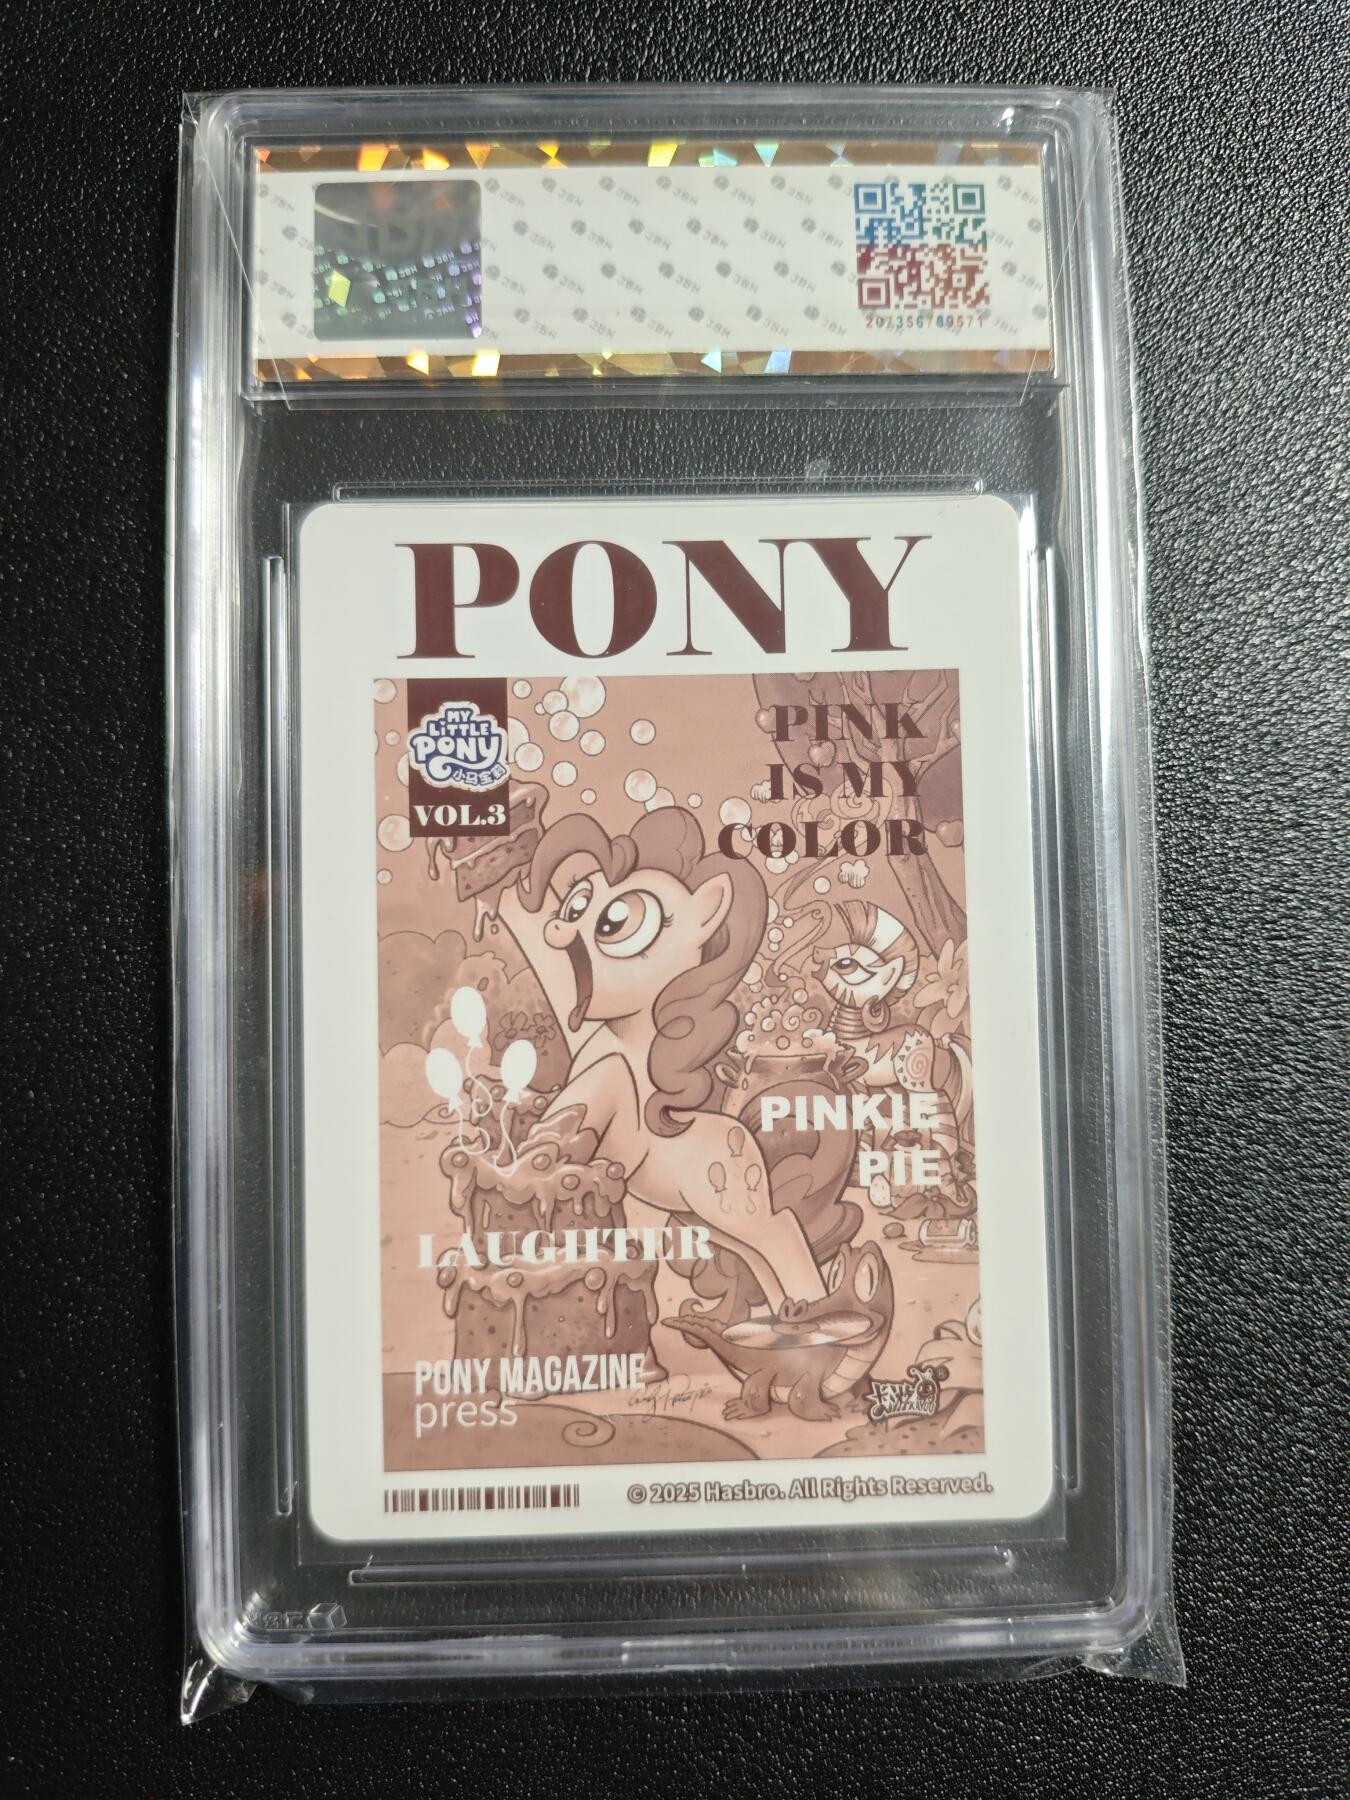 JBH
207356789571
PONY
MY
LITTLE
PONY
小马宝莉
VOL.3
PINK
IS MY
COLOR
PINKIE
PIE
LAUGHTER
PONY MAGAZINE
press
© 2025 Hasbro. All Rights Reserved.